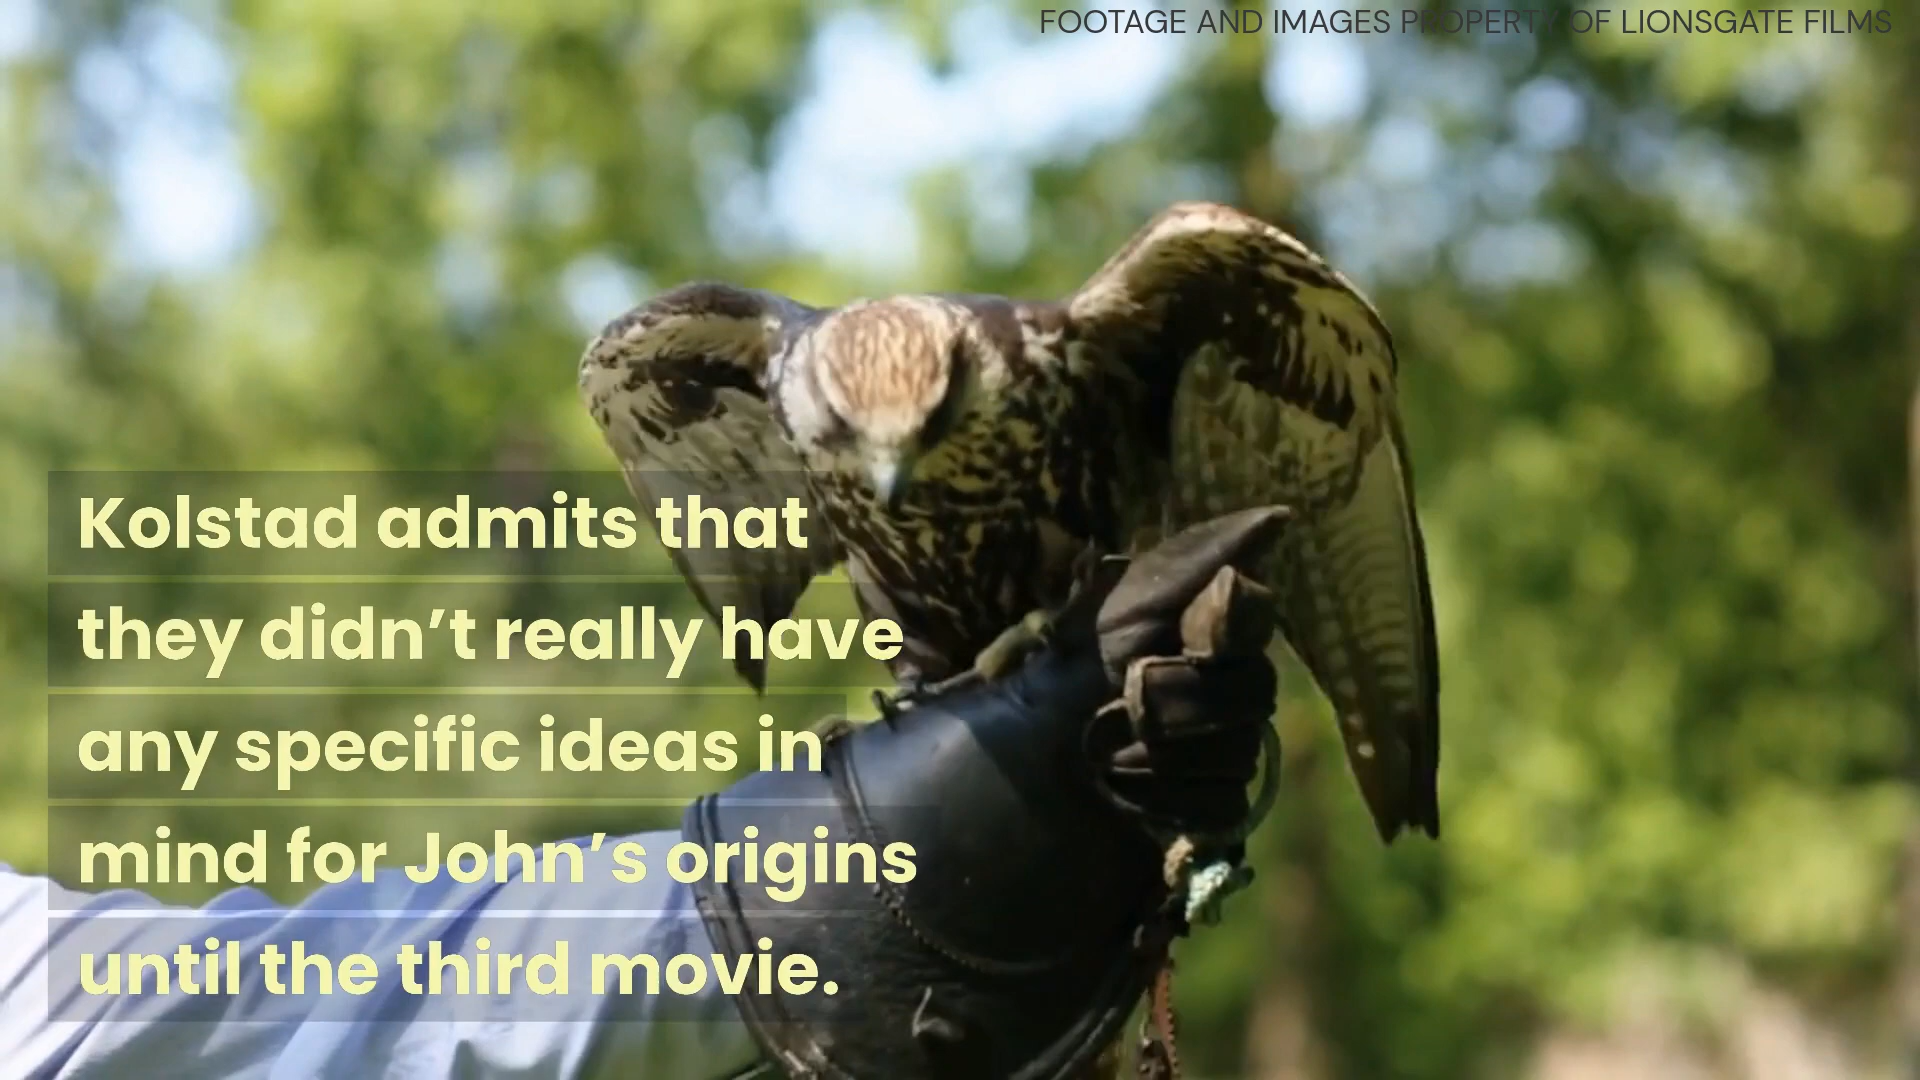 FOOTAGE AND IMAGES PROPERTY OF LIONSGATE FILMS
Kolstad admits that
they didn’t really have
any specific ideas in
mind for John’s origins
until the third movie.